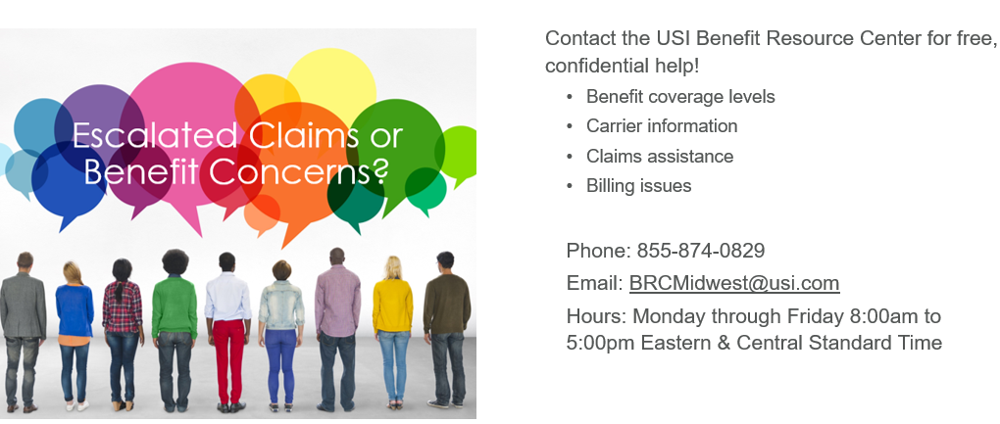 Escalated Claims or
Benefit Concerns?
Contact the USI Benefit Resource Center for free,
confidential help!
• Benefit coverage levels
• Carrier information
• Claims assistance
• Billing issues
Phone: 855-874-0829
Email: BRCMidwest@usi.com
Hours: Monday through Friday 8:00am to
5:00pm Eastern & Central Standard Time